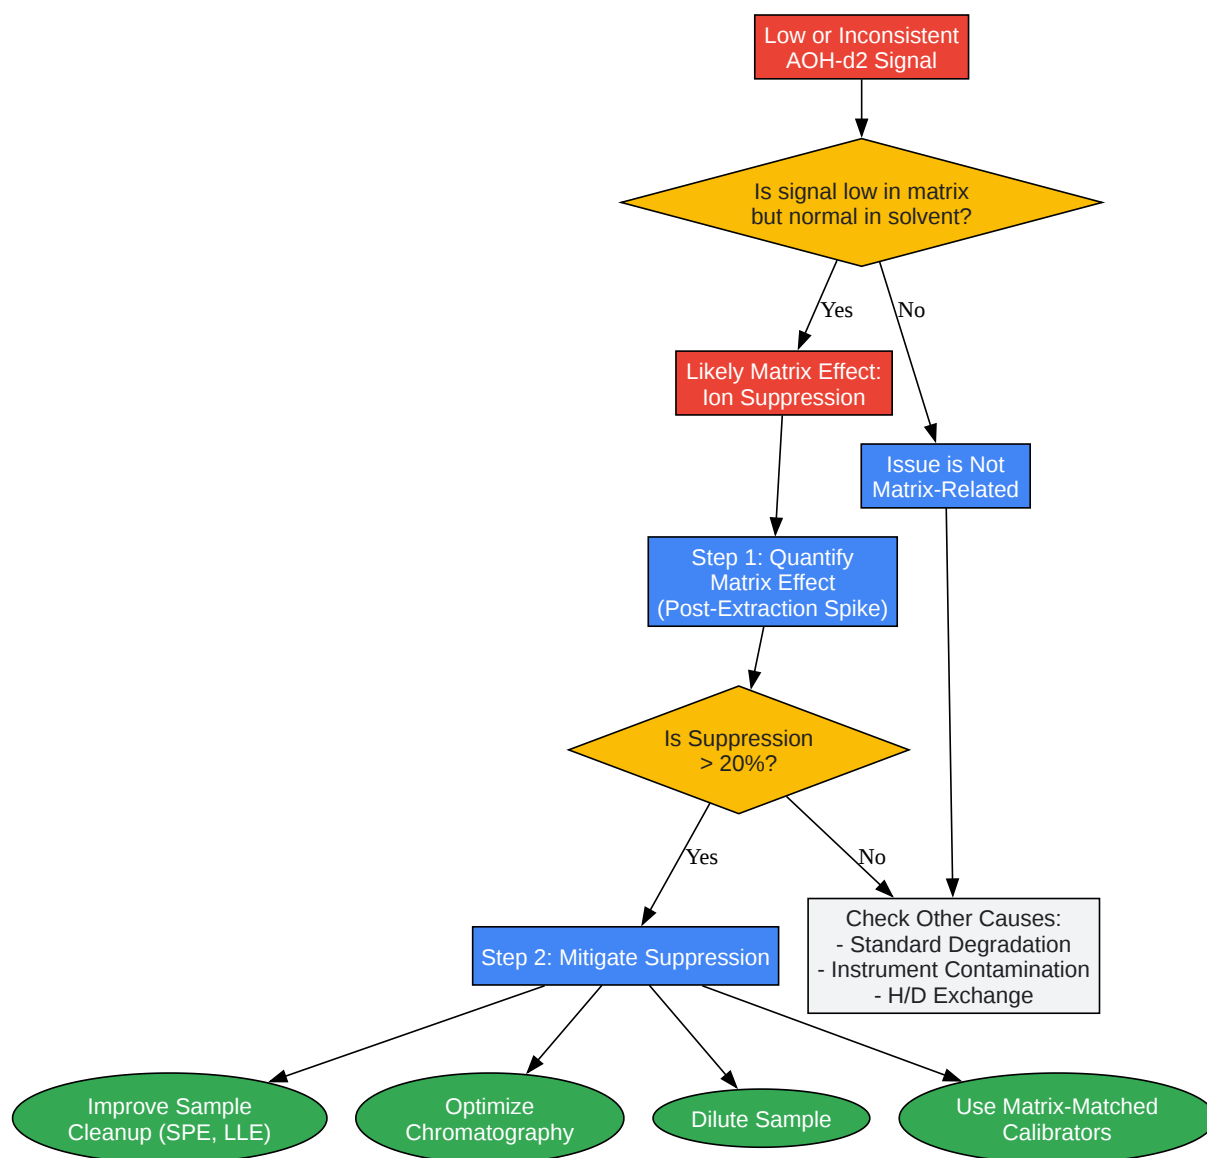 Low or Inconsistent
AOH-d2 Signal
Is signal low in matrix
but normal in solvent?
Yes
No
Likely Matrix Effect:
Ion Suppression
Issue is Not
Matrix-Related
Step 1: Quantify
Matrix Effect
(Post-Extraction Spike)
Is Suppression
> 20%?
Yes
No
Check Other Causes:
- Standard Degradation
- Instrument Contamination
- H/D Exchange
Step 2: Mitigate Suppression
Improve Sample
Cleanup (SPE, LLE)
Optimize
Chromatography
Dilute Sample
Use Matrix-Matched
Calibrators